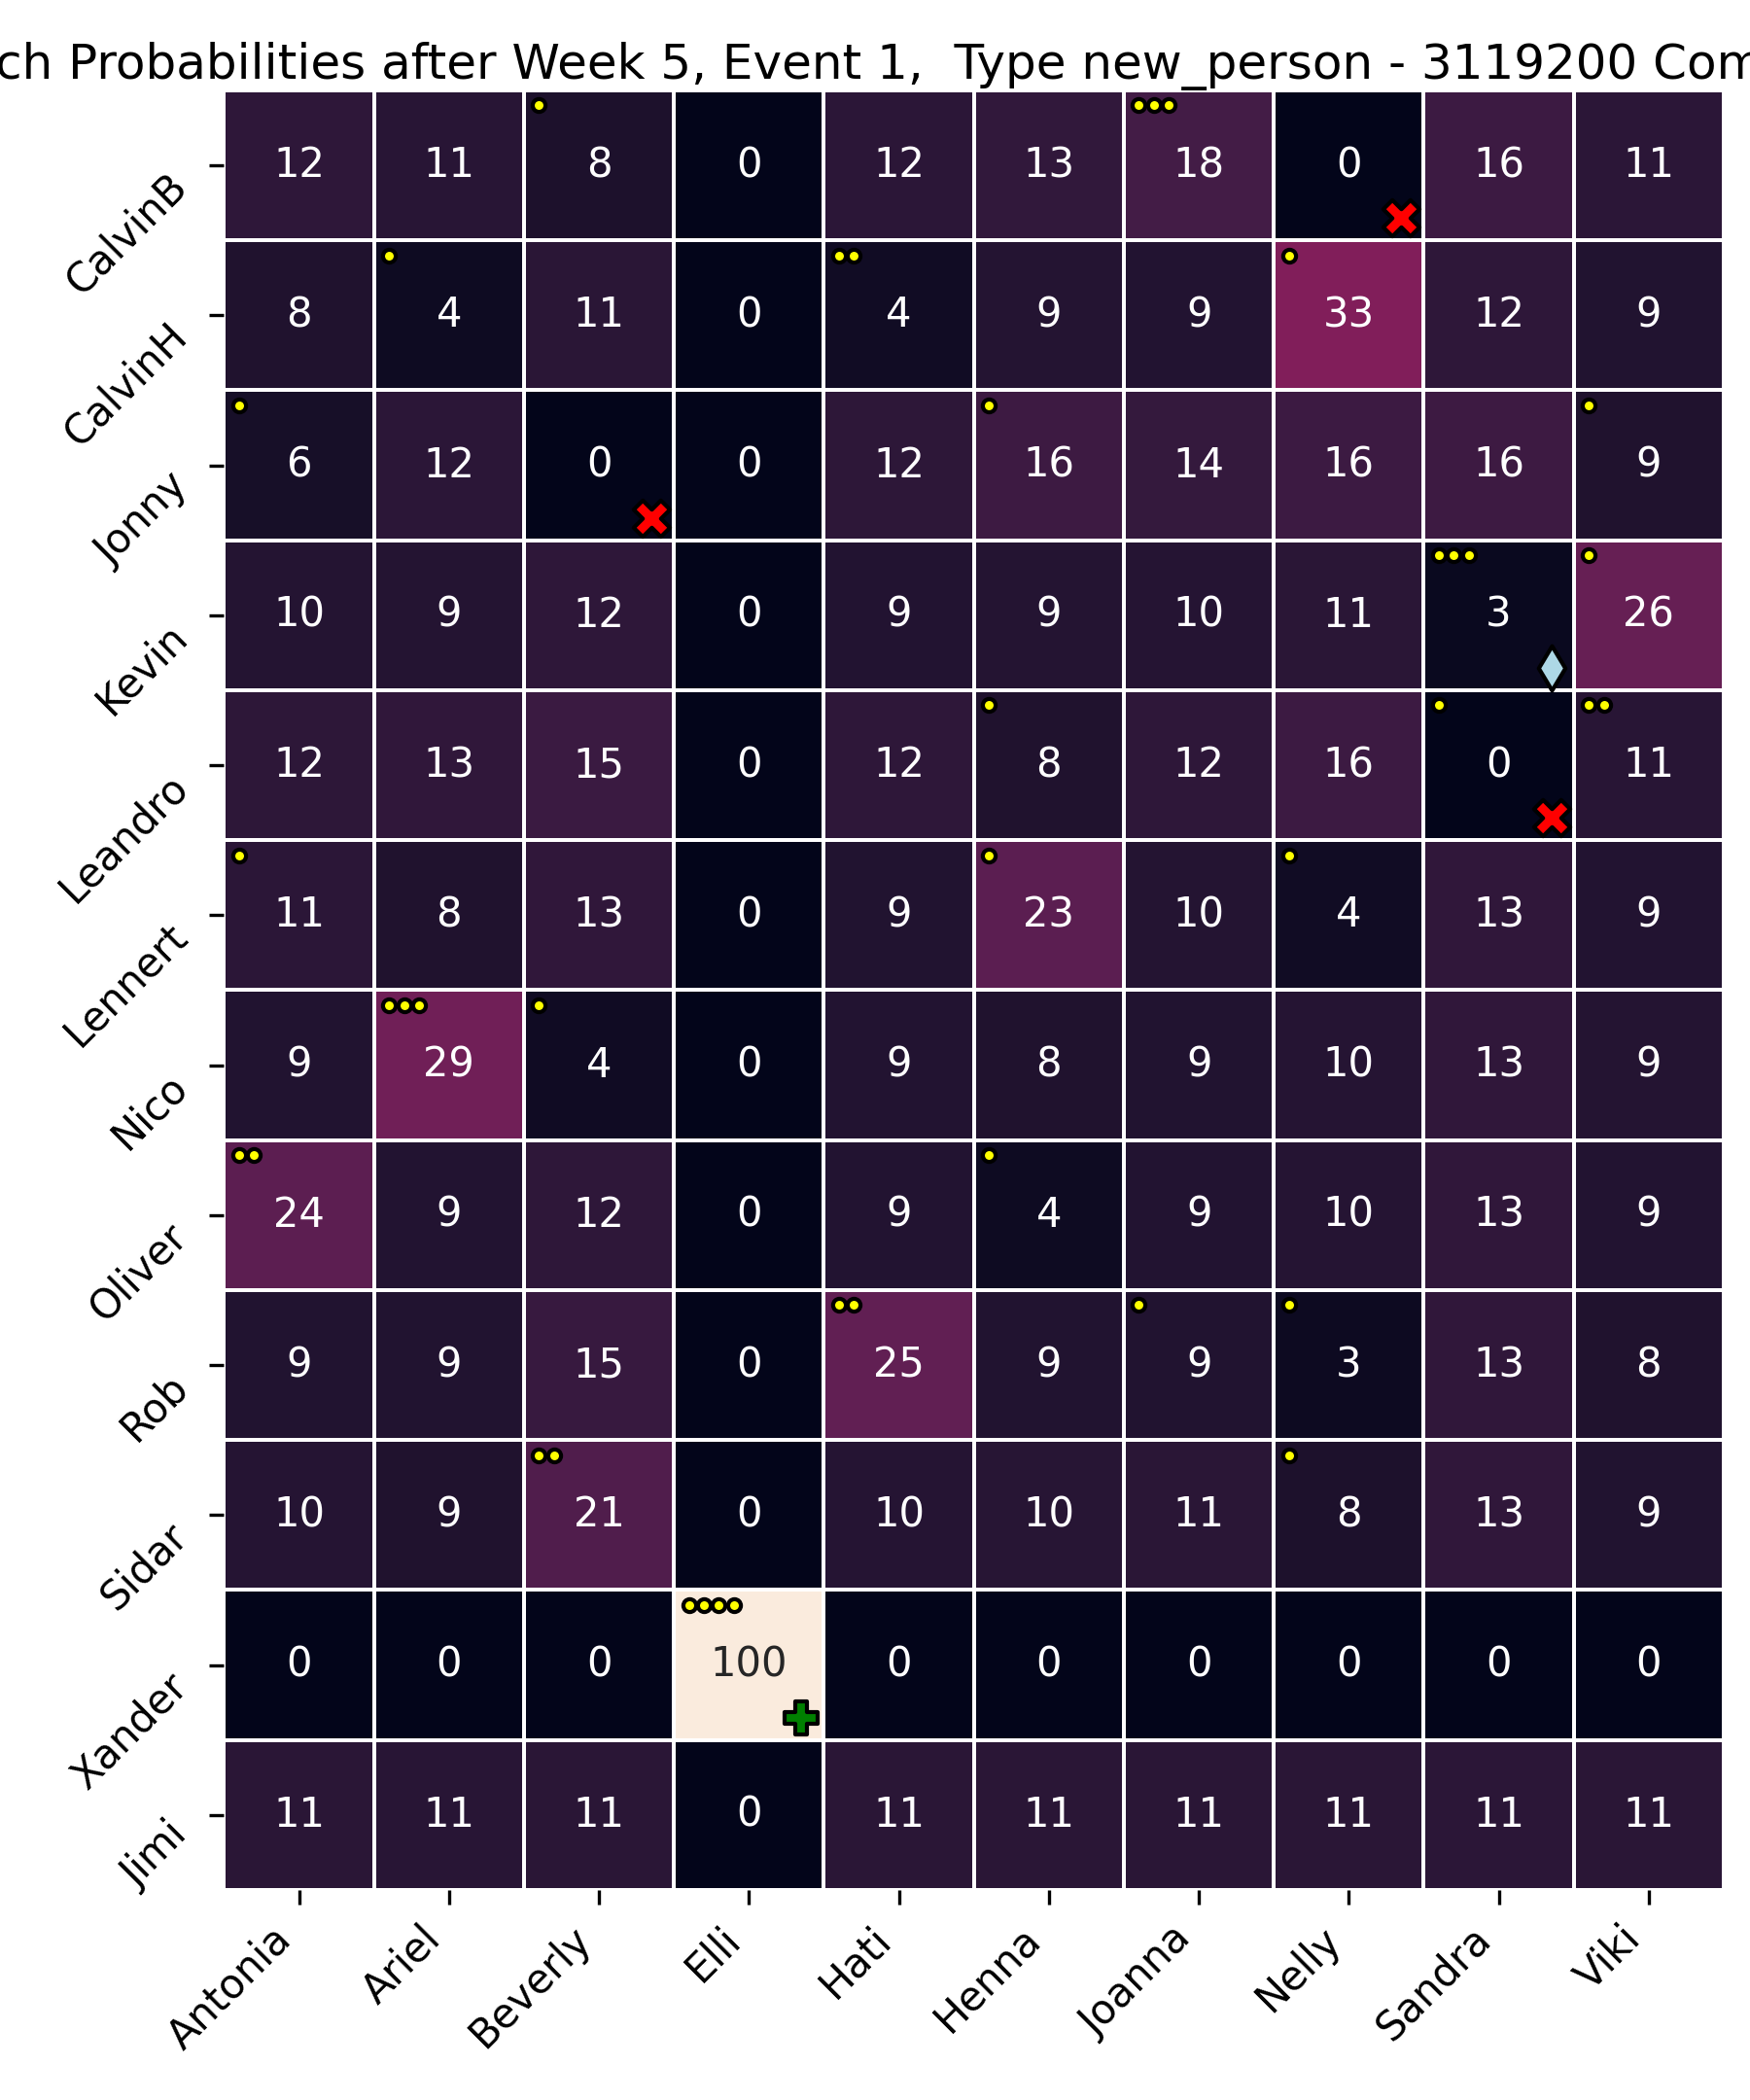 Probabilities after Week 5, Event 1, Type new_person - 3119200
CalvinB 12 11 8 0 12 13 18 0 16 11
CalvinH 8 4 11 0 4 9 9 33 12 9
Jonny 6 12 0 0 12 16 14 16 16 9
Kevin 10 9 12 0 9 9 10 11 3 26
Leandro 12 13 15 0 12 8 12 16 0 11
Lennert 11 8 13 0 9 23 10 4 13 9
Nico 9 29 4 0 9 8 9 10 13 9
Oliver 24 9 12 0 9 4 9 10 13 9
Rob 9 9 15 0 25 9 9 3 13 8
Sidar 10 9 21 0 10 10 11 8 13 9
Xander 0 0 0 100 0 0 0 0 0 0
Jimi 11 11 11 0 11 11 11 11 11 11
Antonia Ariel Beverly Elli Hati Henna Joanna Nelly Sandra Viki